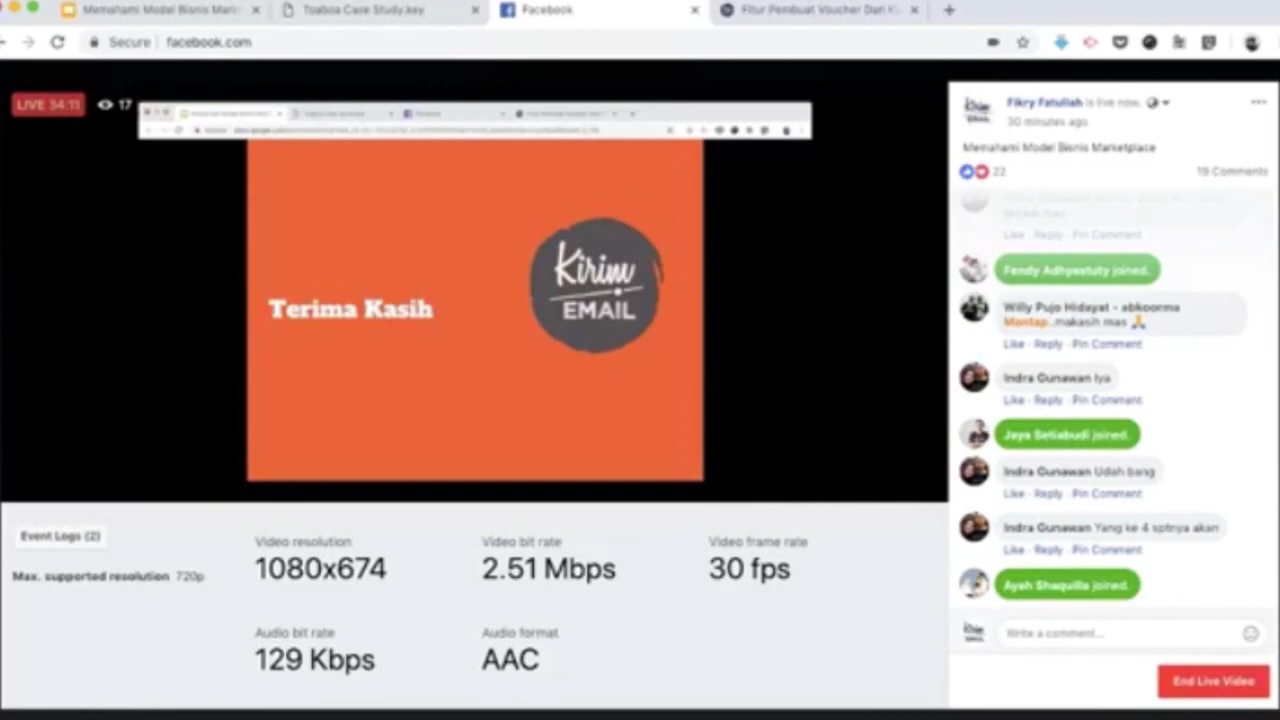 Memahami Model Bisnis Mark
Toaboa Case Study.key
Facebook
Fitur Pembuat Voucher Dari Ki
Secure
facebook.com
LIVE 34:11
17
Terima Kasih
Kirim
EMAIL
Fikry Fatullah is live now.
30 minutes ago
Memahami Model Bisnis Marketplace
22
19 Comments
Like · Reply · Pin Comment
Fendy Adhyastuty joined.
Willy Pujo Hidayat - abkoorma
Mantap..makasih mas 🙏
Like · Reply · Pin Comment
Indra Gunawan Iya
Like · Reply · Pin Comment
Jaya Setiabudi joined.
Indra Gunawan Udah bang
Like · Reply · Pin Comment
Indra Gunawan Yang ke 4 sptnya akan
Like · Reply · Pin Comment
Ayah Shaquilla joined.
Write a comment...
End Live Video
Event Logs (2)
Max. supported resolution 720p
Video resolution
1080x674
Video bit rate
2.51 Mbps
Video frame rate
30 fps
Audio bit rate
129 Kbps
Audio format
AAC